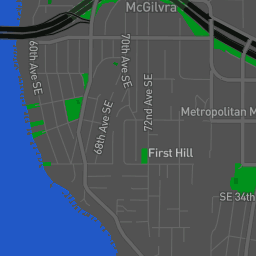 McGilvra
60th Ave SE
70th Ave SE
72nd Ave SE
68th Ave SE
Metropolitan M
First Hill
SE 34th